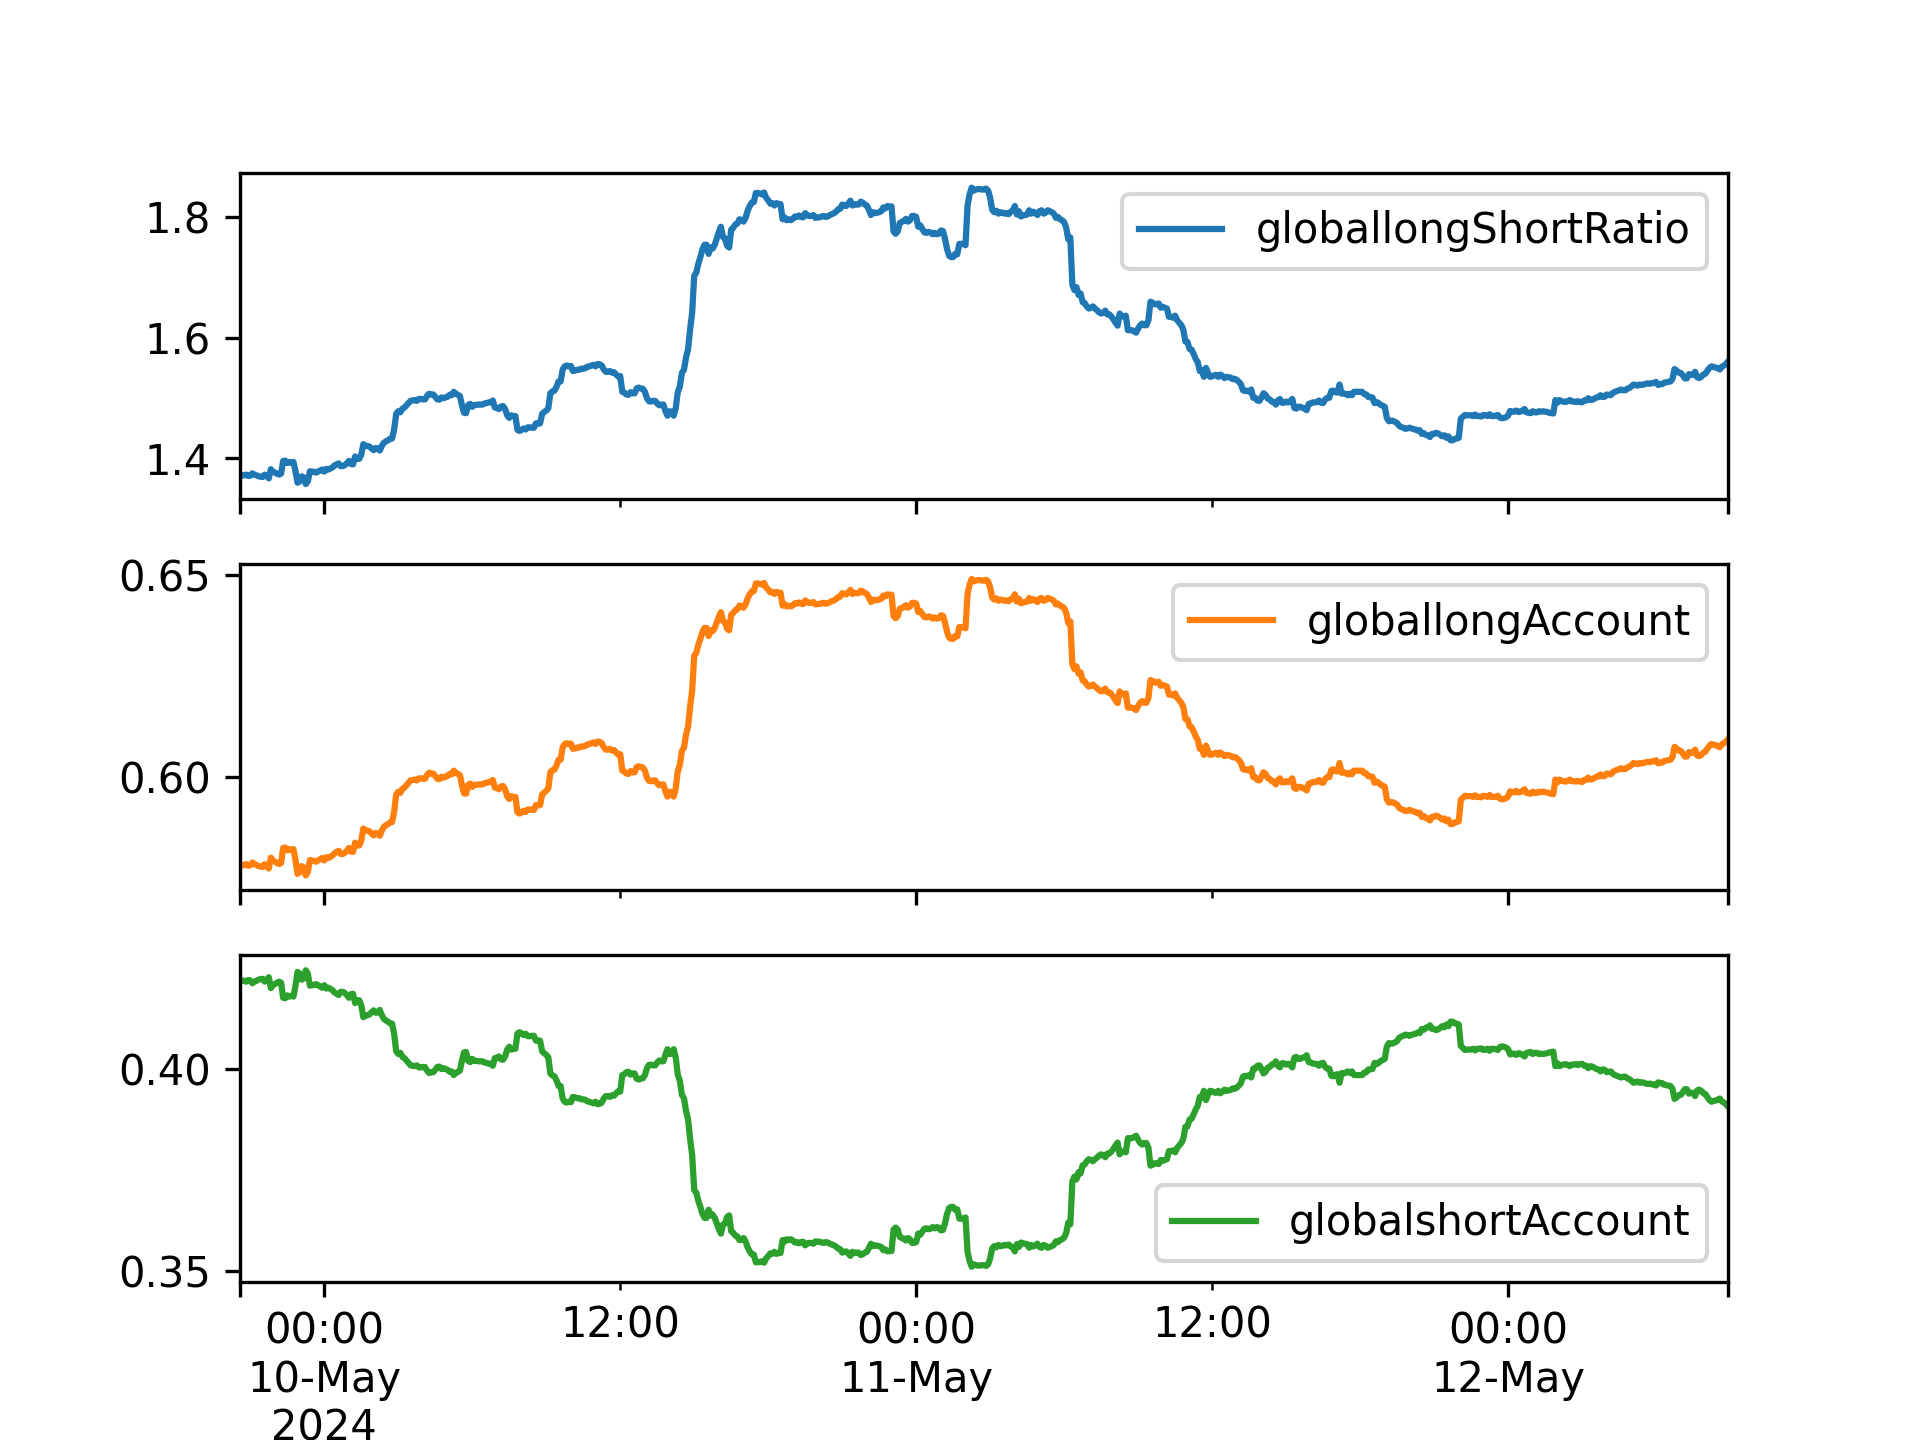 1.8
1.6
1.4
globallongShortRatio
0.65
0.60
globallongAccount
0.40
0.35
globalshortAccount
00:00 12:00 00:00 12:00 00:00
10-May 11-May 12-May
2024